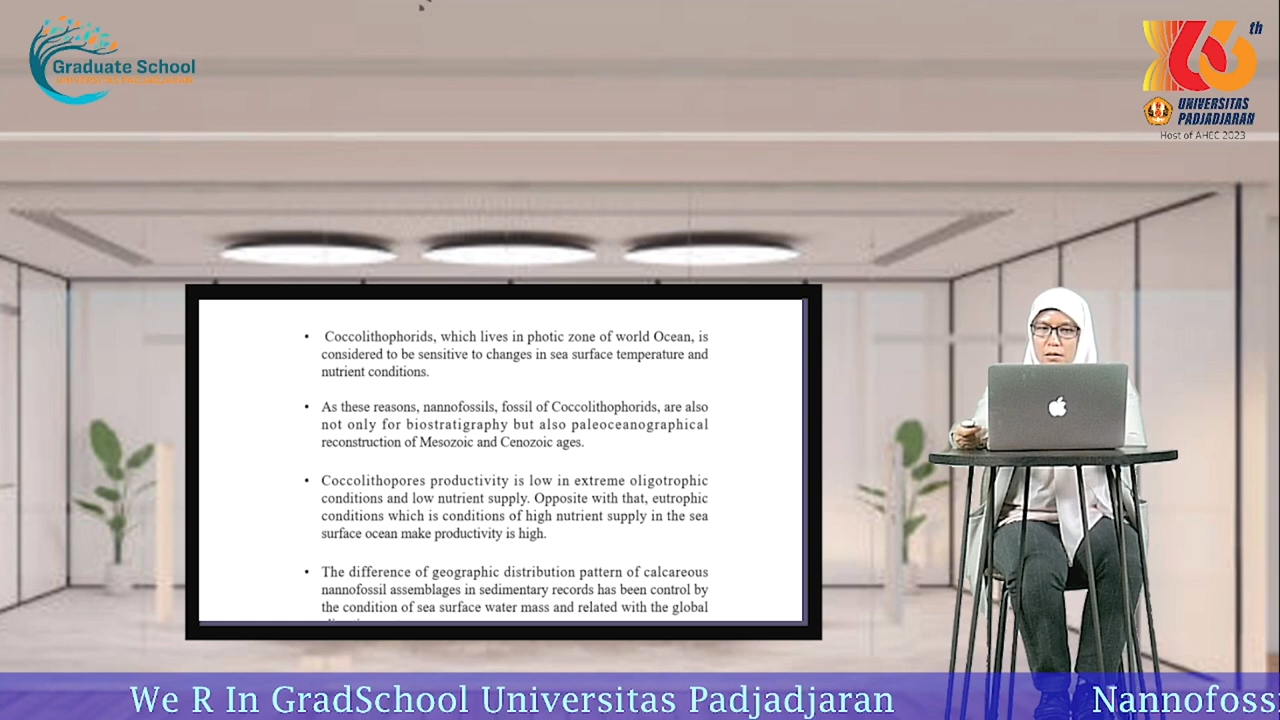 Graduate School
UNIVERSITAS PADJADJARAN
66th
UNIVERSITAS
PADJADJARAN
Host of AHEC 2023
• Coccolithophorids, which lives in photic zone of world Ocean, is
considered to be sensitive to changes in sea surface temperature and
nutrient conditions.
• As these reasons, nannofossils, fossil of Coccolithophorids, are also
not only for biostratigraphy but also paleoceanographical
reconstruction of Mesozoic and Cenozoic ages.
• Coccolithopores productivity is low in extreme oligotrophic
conditions and low nutrient supply. Opposite with that, eutrophic
conditions which is conditions of high nutrient supply in the sea
surface ocean make productivity is high.
• The difference of geographic distribution pattern of calcareous
nannofossil assemblages in sedimentary records has been control by
the condition of sea surface water mass and related with the global
We R In GradSchool Universitas Padjadjaran